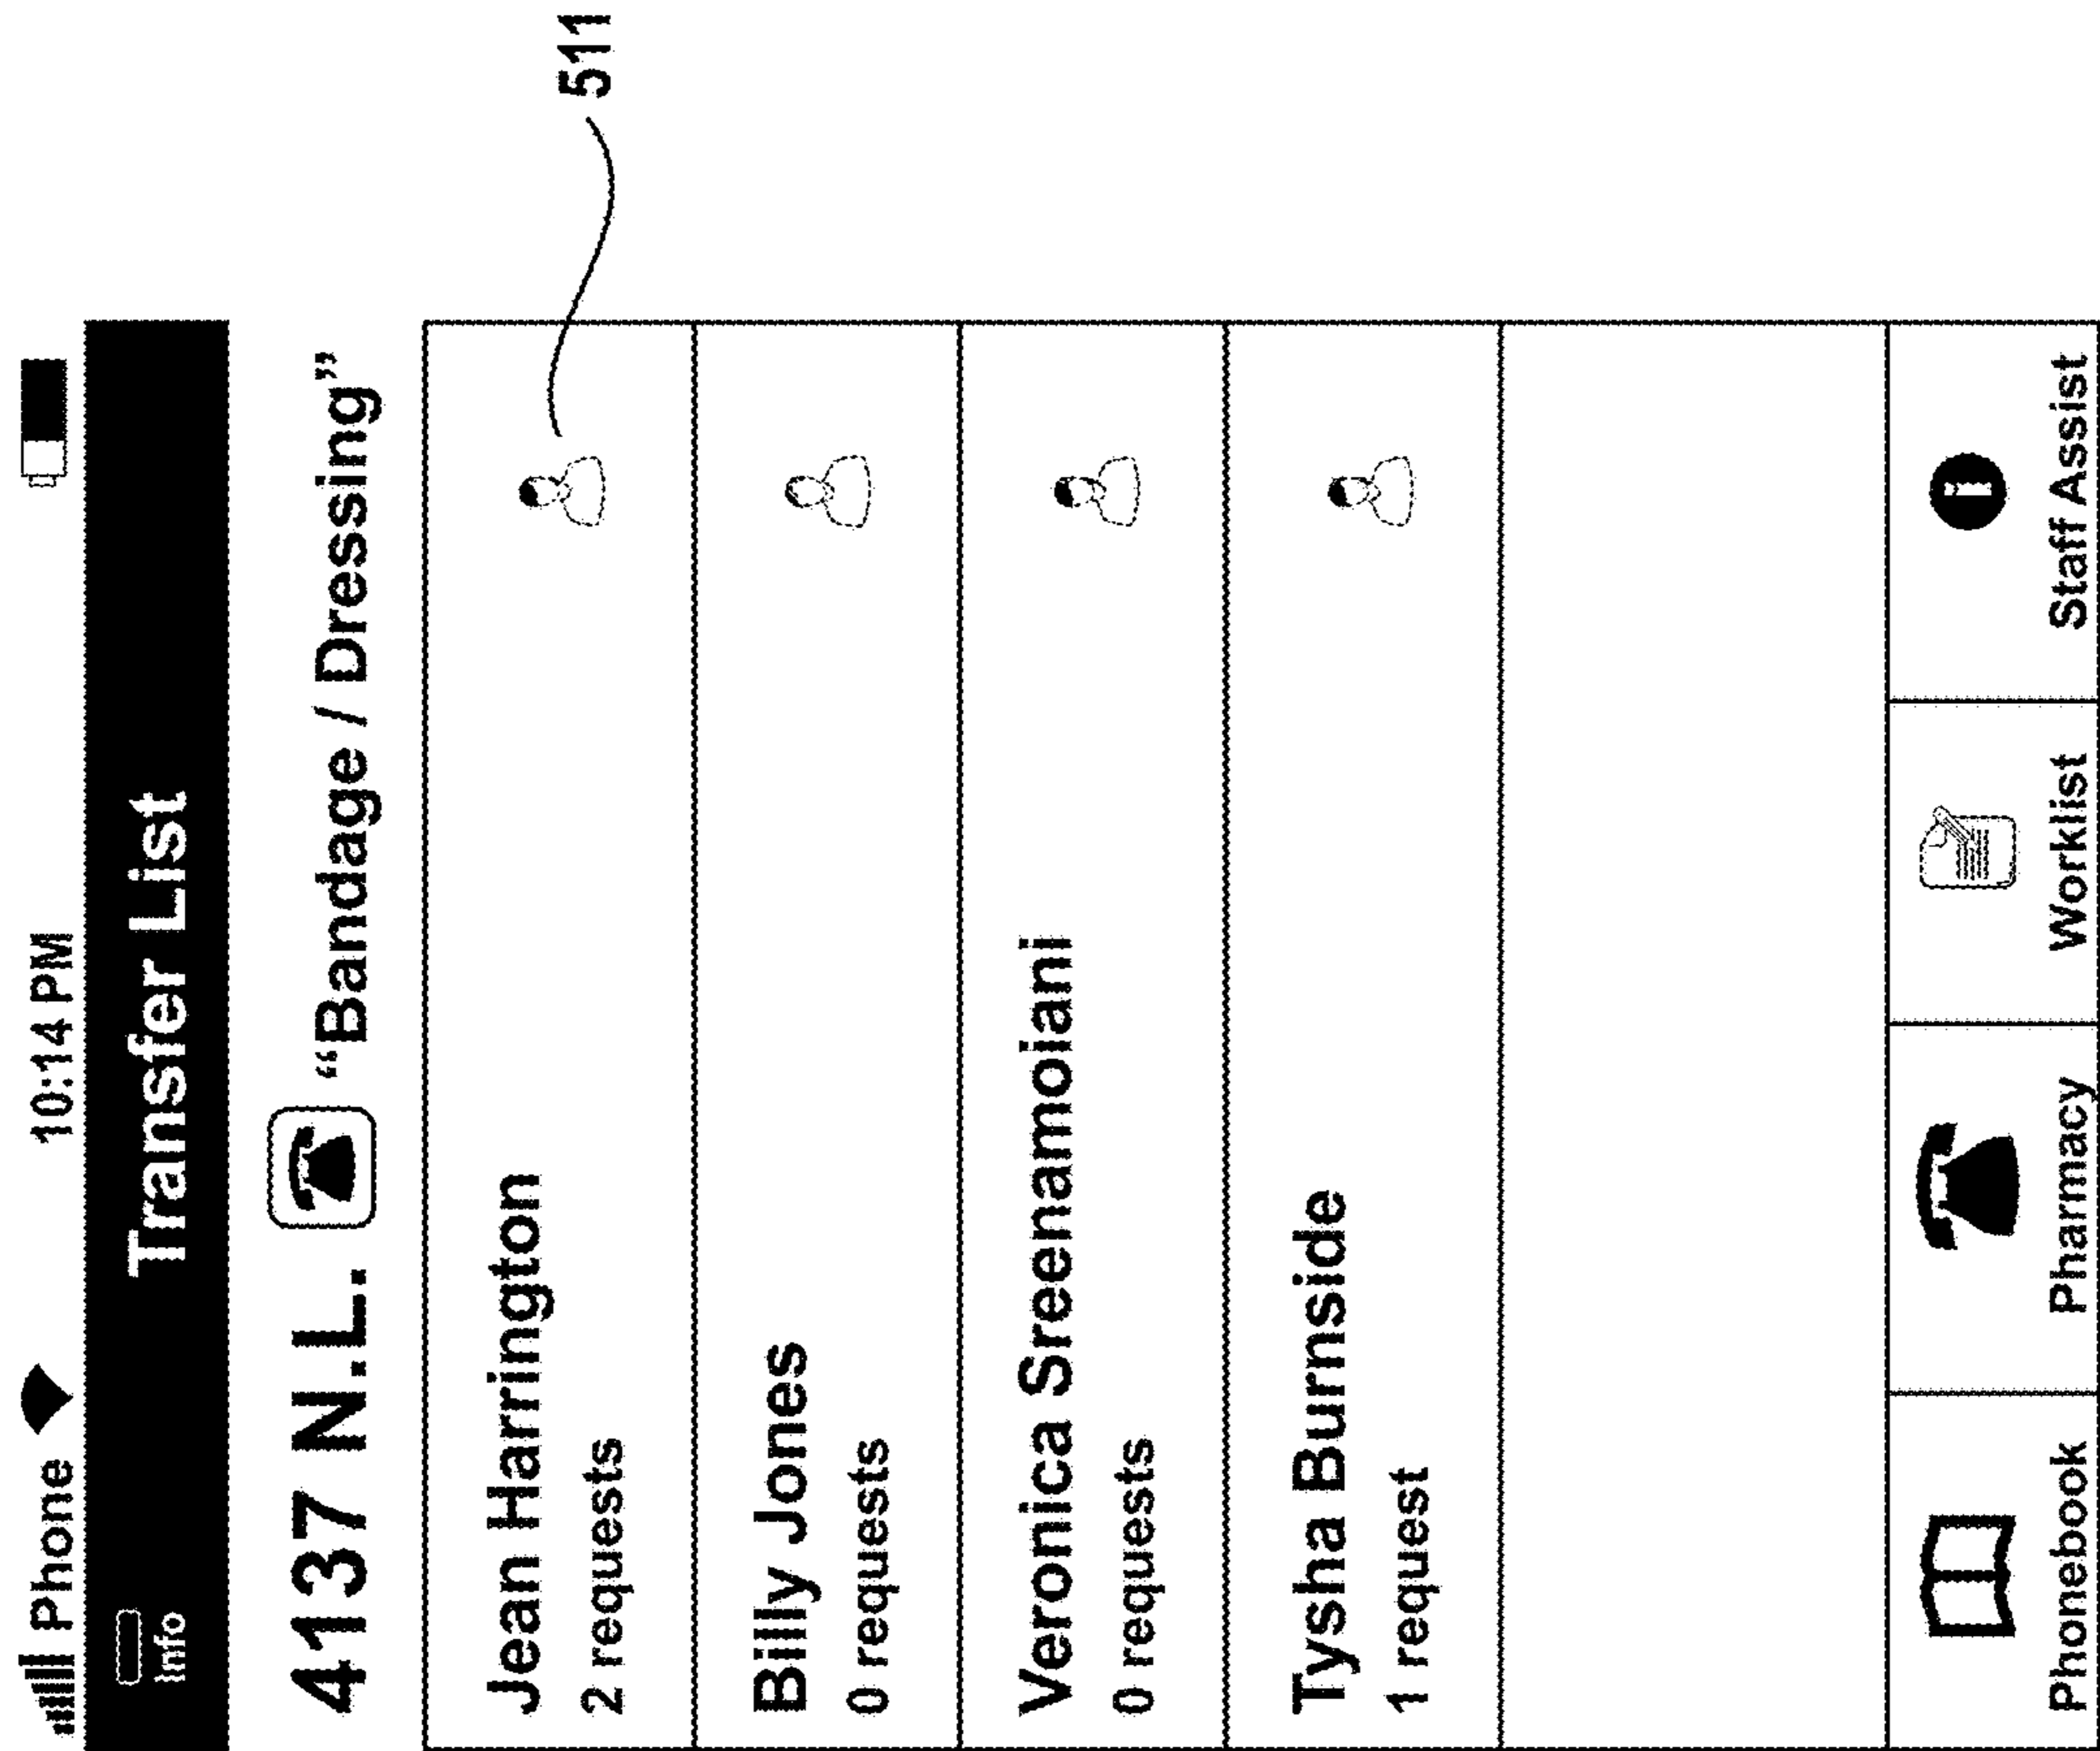 Phone 10:14 PM
Info Transfer List
4137 N.L. “Bandage / Dressing”
Jean Harrington
2 requests
511
Billy Jones
0 requests
Veronica Sreenamoiani
0 requests
Tysha Burnside
1 request
Phonebook Pharmacy Worklist Staff Assist